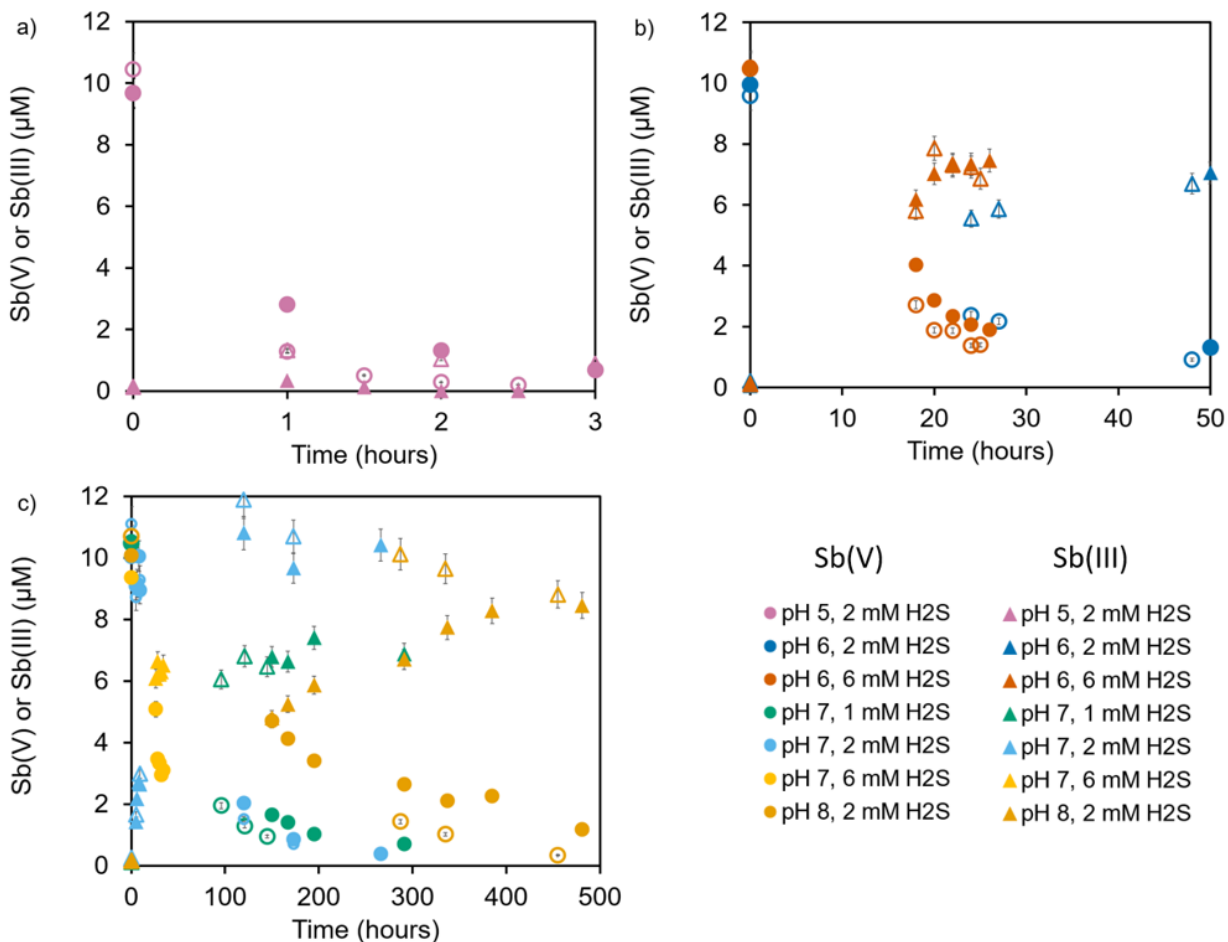 a)
12
10
8
6
4
2
0
Sb(V) or Sb(III) (µM)
0 1 2 3
Time (hours)
b)
12
10
8
6
4
2
0
Sb(V) or Sb(III) (µM)
0 10 20 30 40 50
Time (hours)
c)
12
10
8
6
4
2
0
Sb(V) or Sb(III) (µM)
0 100 200 300 400 500
Time (hours)
Sb(V) Sb(III)
pH 5, 2 mM H2S pH 5, 2 mM H2S
pH 6, 2 mM H2S pH 6, 2 mM H2S
pH 6, 6 mM H2S pH 6, 6 mM H2S
pH 7, 1 mM H2S pH 7, 1 mM H2S
pH 7, 2 mM H2S pH 7, 2 mM H2S
pH 7, 6 mM H2S pH 7, 6 mM H2S
pH 8, 2 mM H2S pH 8, 2 mM H2S